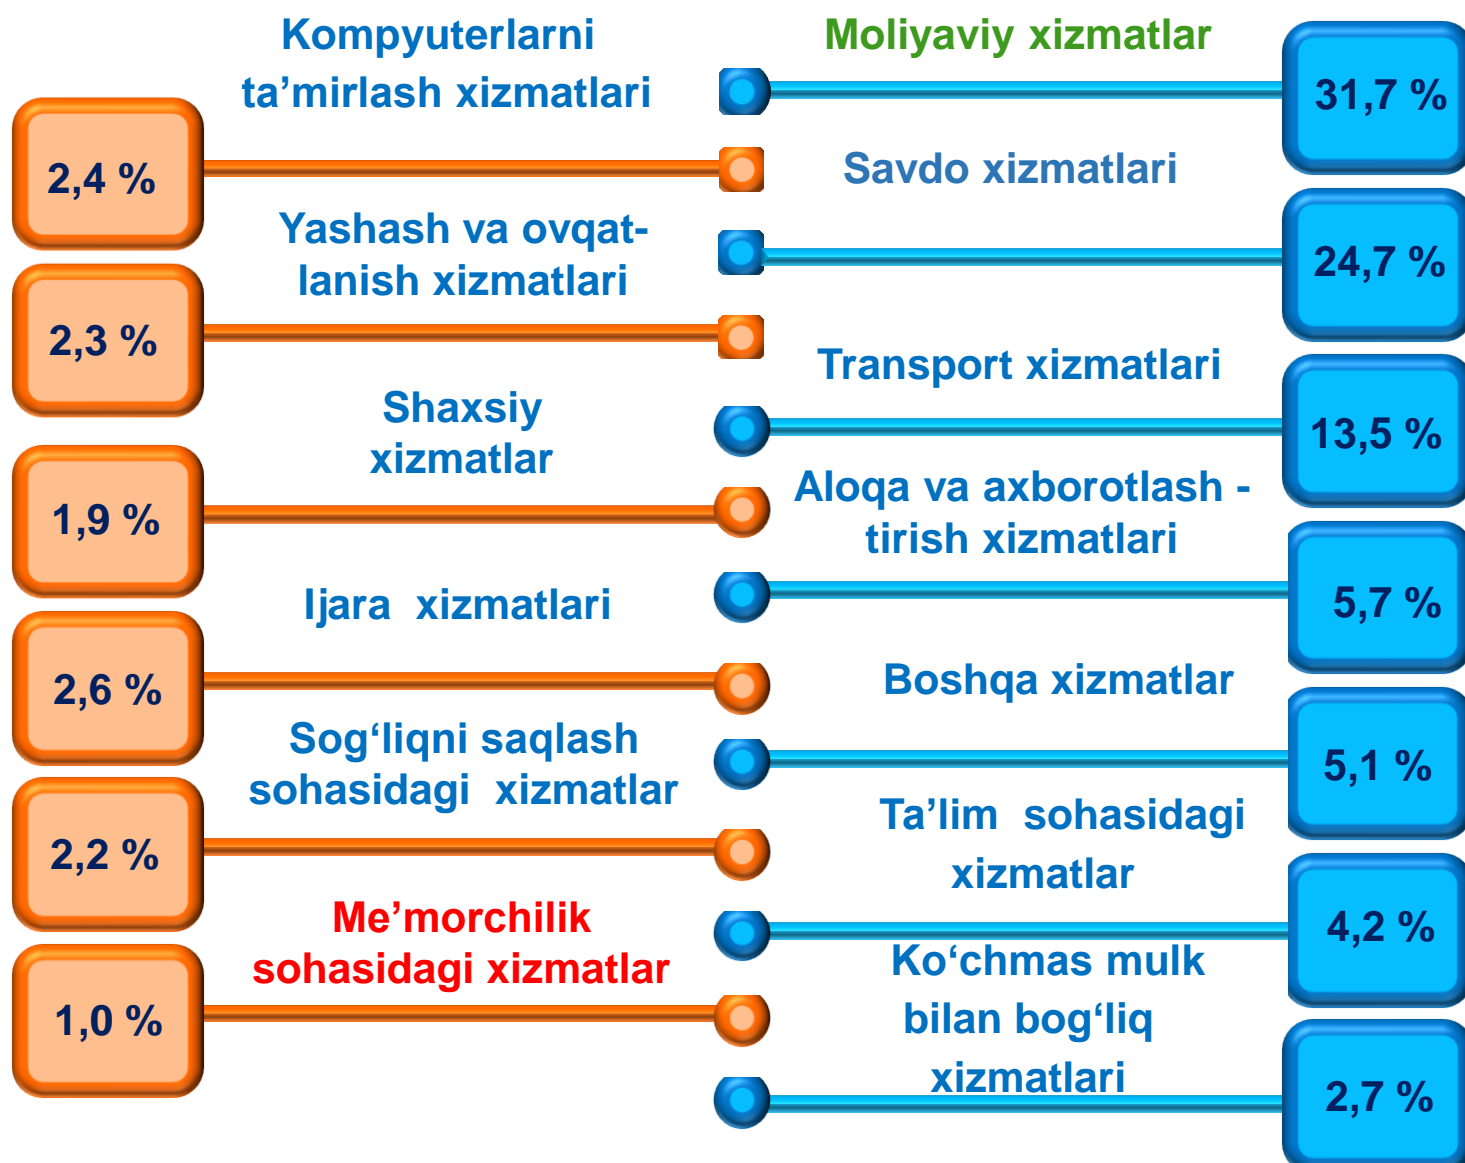 Kompyuterlarni
ta’mirlash xizmatlari
2,4 %
Yashash va ovqat-
lanish xizmatlari
2,3 %
Shaxsiy
xizmatlar
1,9 %
Ijara  xizmatlari
2,6 %
Sog‘liqni saqlash
sohasidagi  xizmatlar
2,2 %
Me’morchilik
sohasidagi xizmatlar
1,0 %
Moliyaviy xizmatlar
31,7 %
Savdo xizmatlari
24,7 %
Transport xizmatlari
13,5 %
Aloqa va axborotlash -
tirish xizmatlari
5,7 %
Boshqa xizmatlar
5,1 %
Ta’lim  sohasidagi
xizmatlar
4,2 %
Ko‘chmas mulk
bilan bog‘liq
xizmatlari
2,7 %